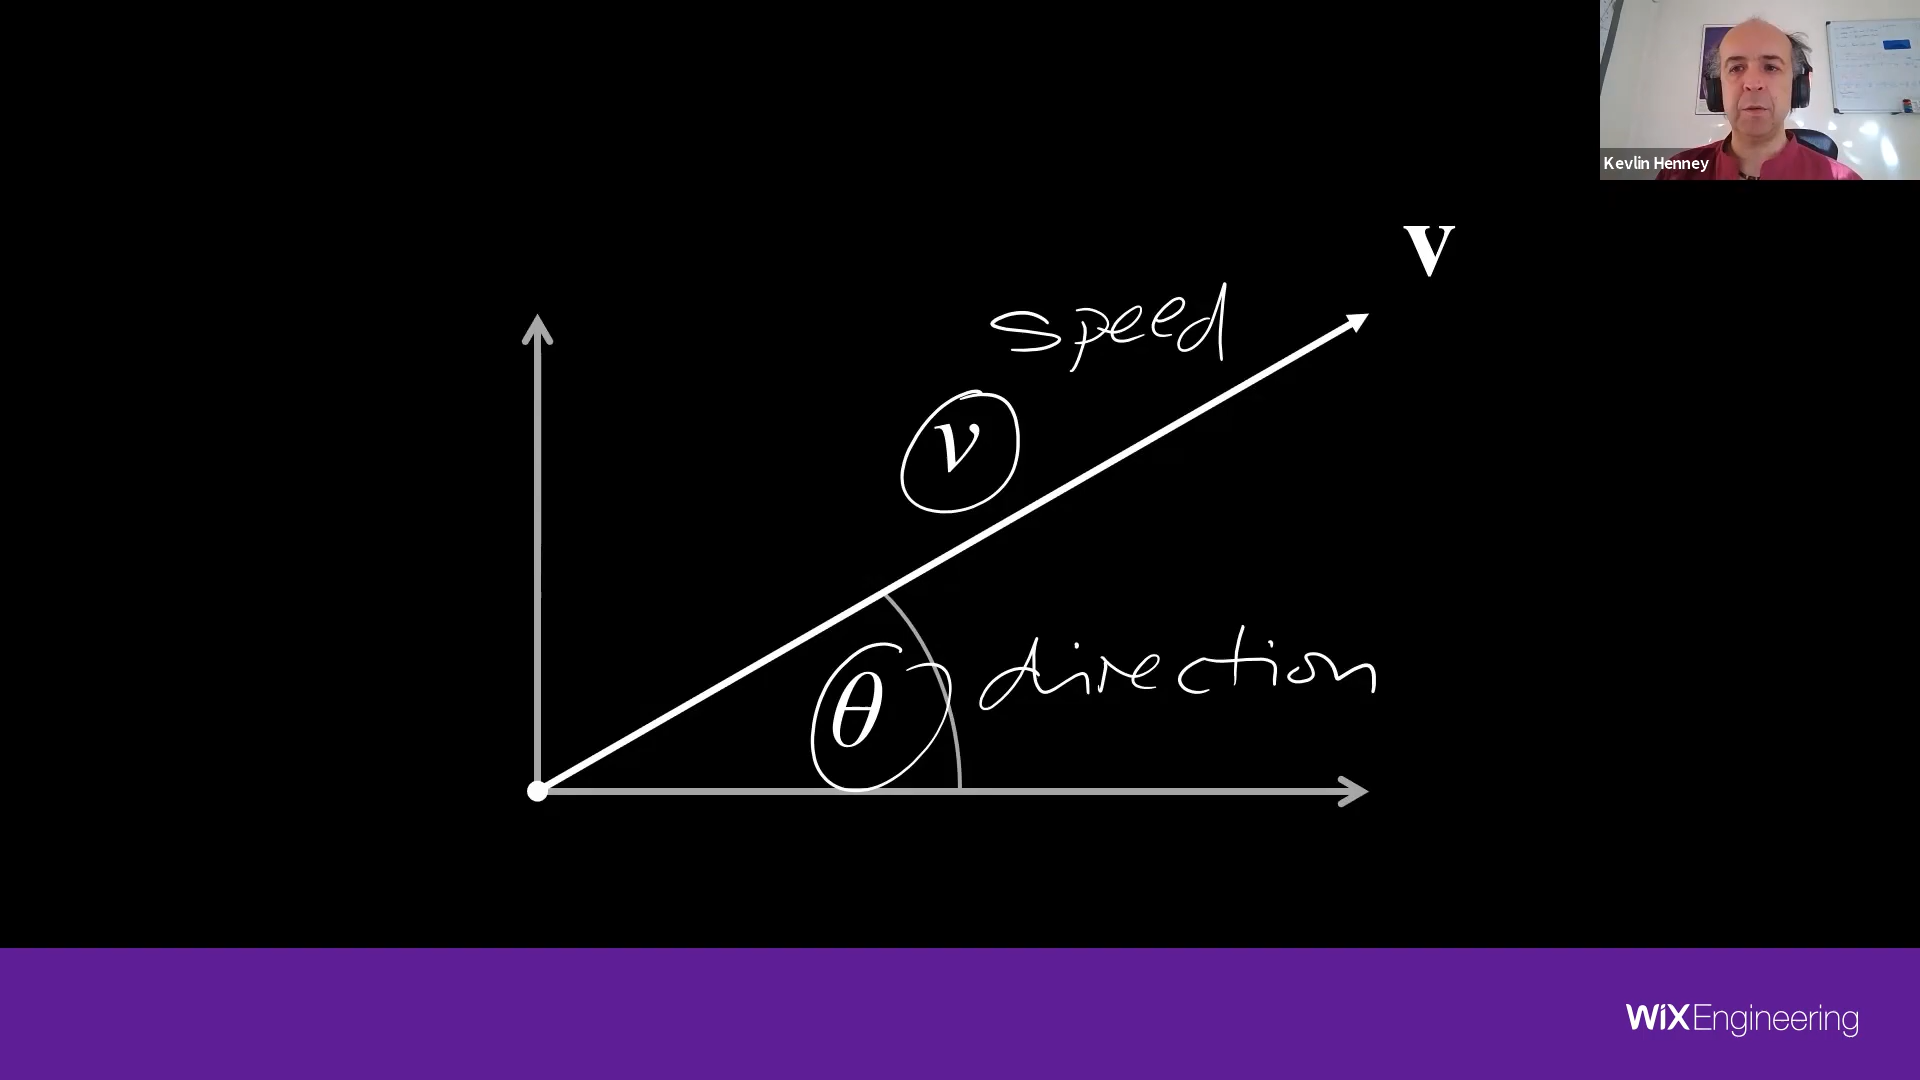 Kevlin Henney
v
speed
v
θ
direction
WiX Engineering